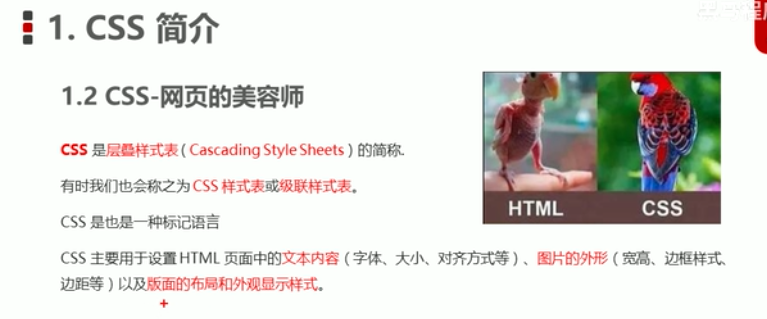 1. CSS 简介
1.2 CSS-网页的美容师
CSS 是层叠样式表 ( Cascading Style Sheets ) 的简称.
有时我们也会称之为 CSS 样式表或级联样式表。
CSS 是也是一种标记语言
CSS 主要用于设置 HTML 页面中的文本内容（字体、大小、对齐方式等）、图片的外形（宽高、边框样式、
边距等）以及版面的布局和外观显示样式。
HTML
CSS